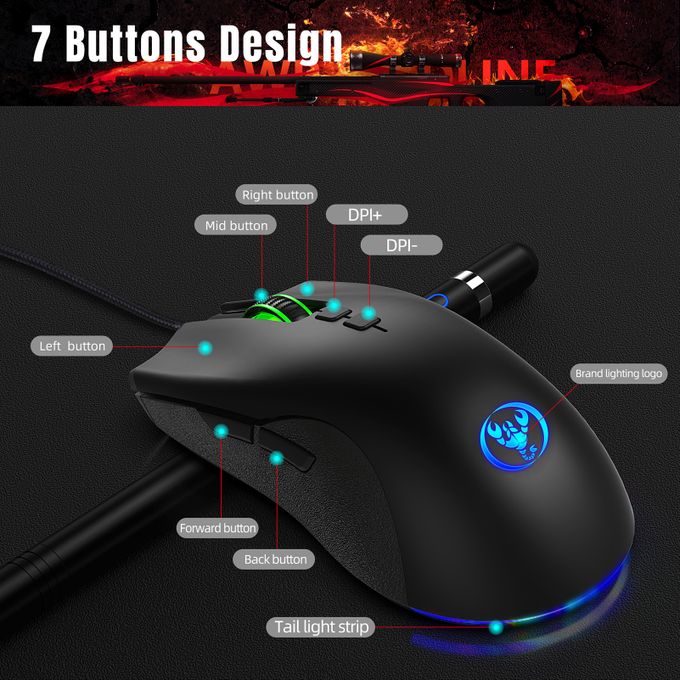 7 Buttons Design
Right button
DPI+
Mid button
DPI-
Left button
Brand lighting logo
Forward button
Back button
Tail light strip